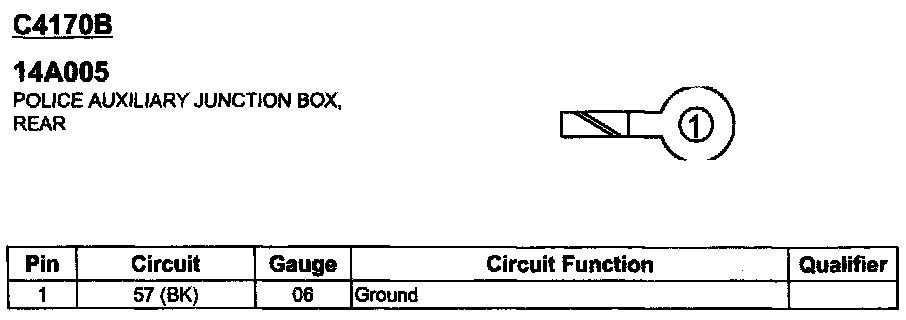 C4170B
14A005
POLICE AUXILIARY JUNCTION BOX,
REAR
1
Pin Circuit Gauge Circuit Function Qualifier
1 57 (BK) 06 Ground